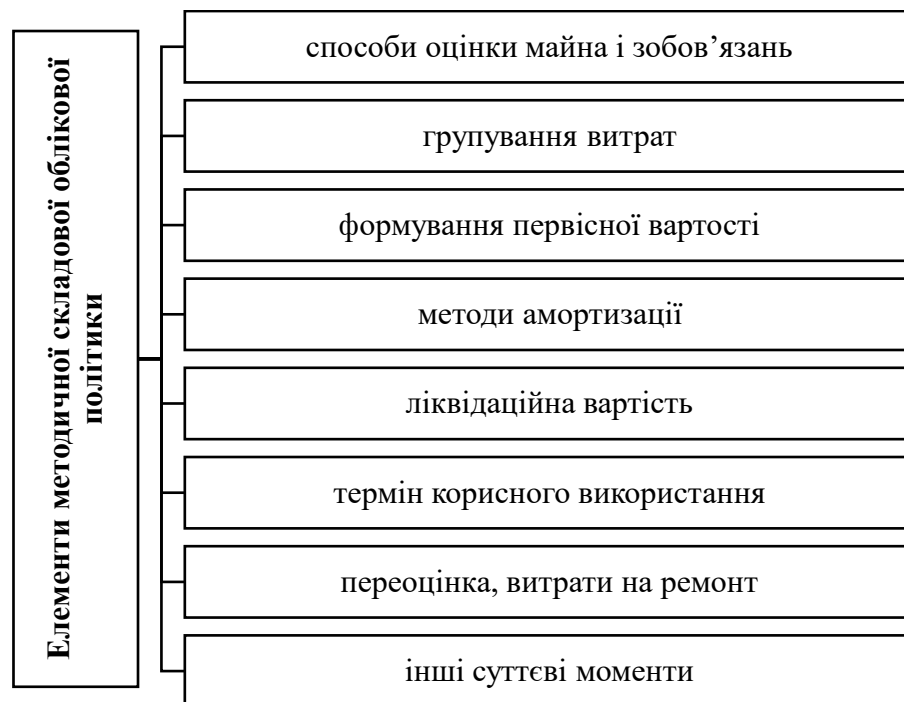 Елементи методичної складової облікової
політики
способи оцінки майна і зобов’язань
групування витрат
формування первісної вартості
методи амортизації
ліквідаційна вартість
термін корисного використання
переоцінка, витрати на ремонт
інші суттєві моменти